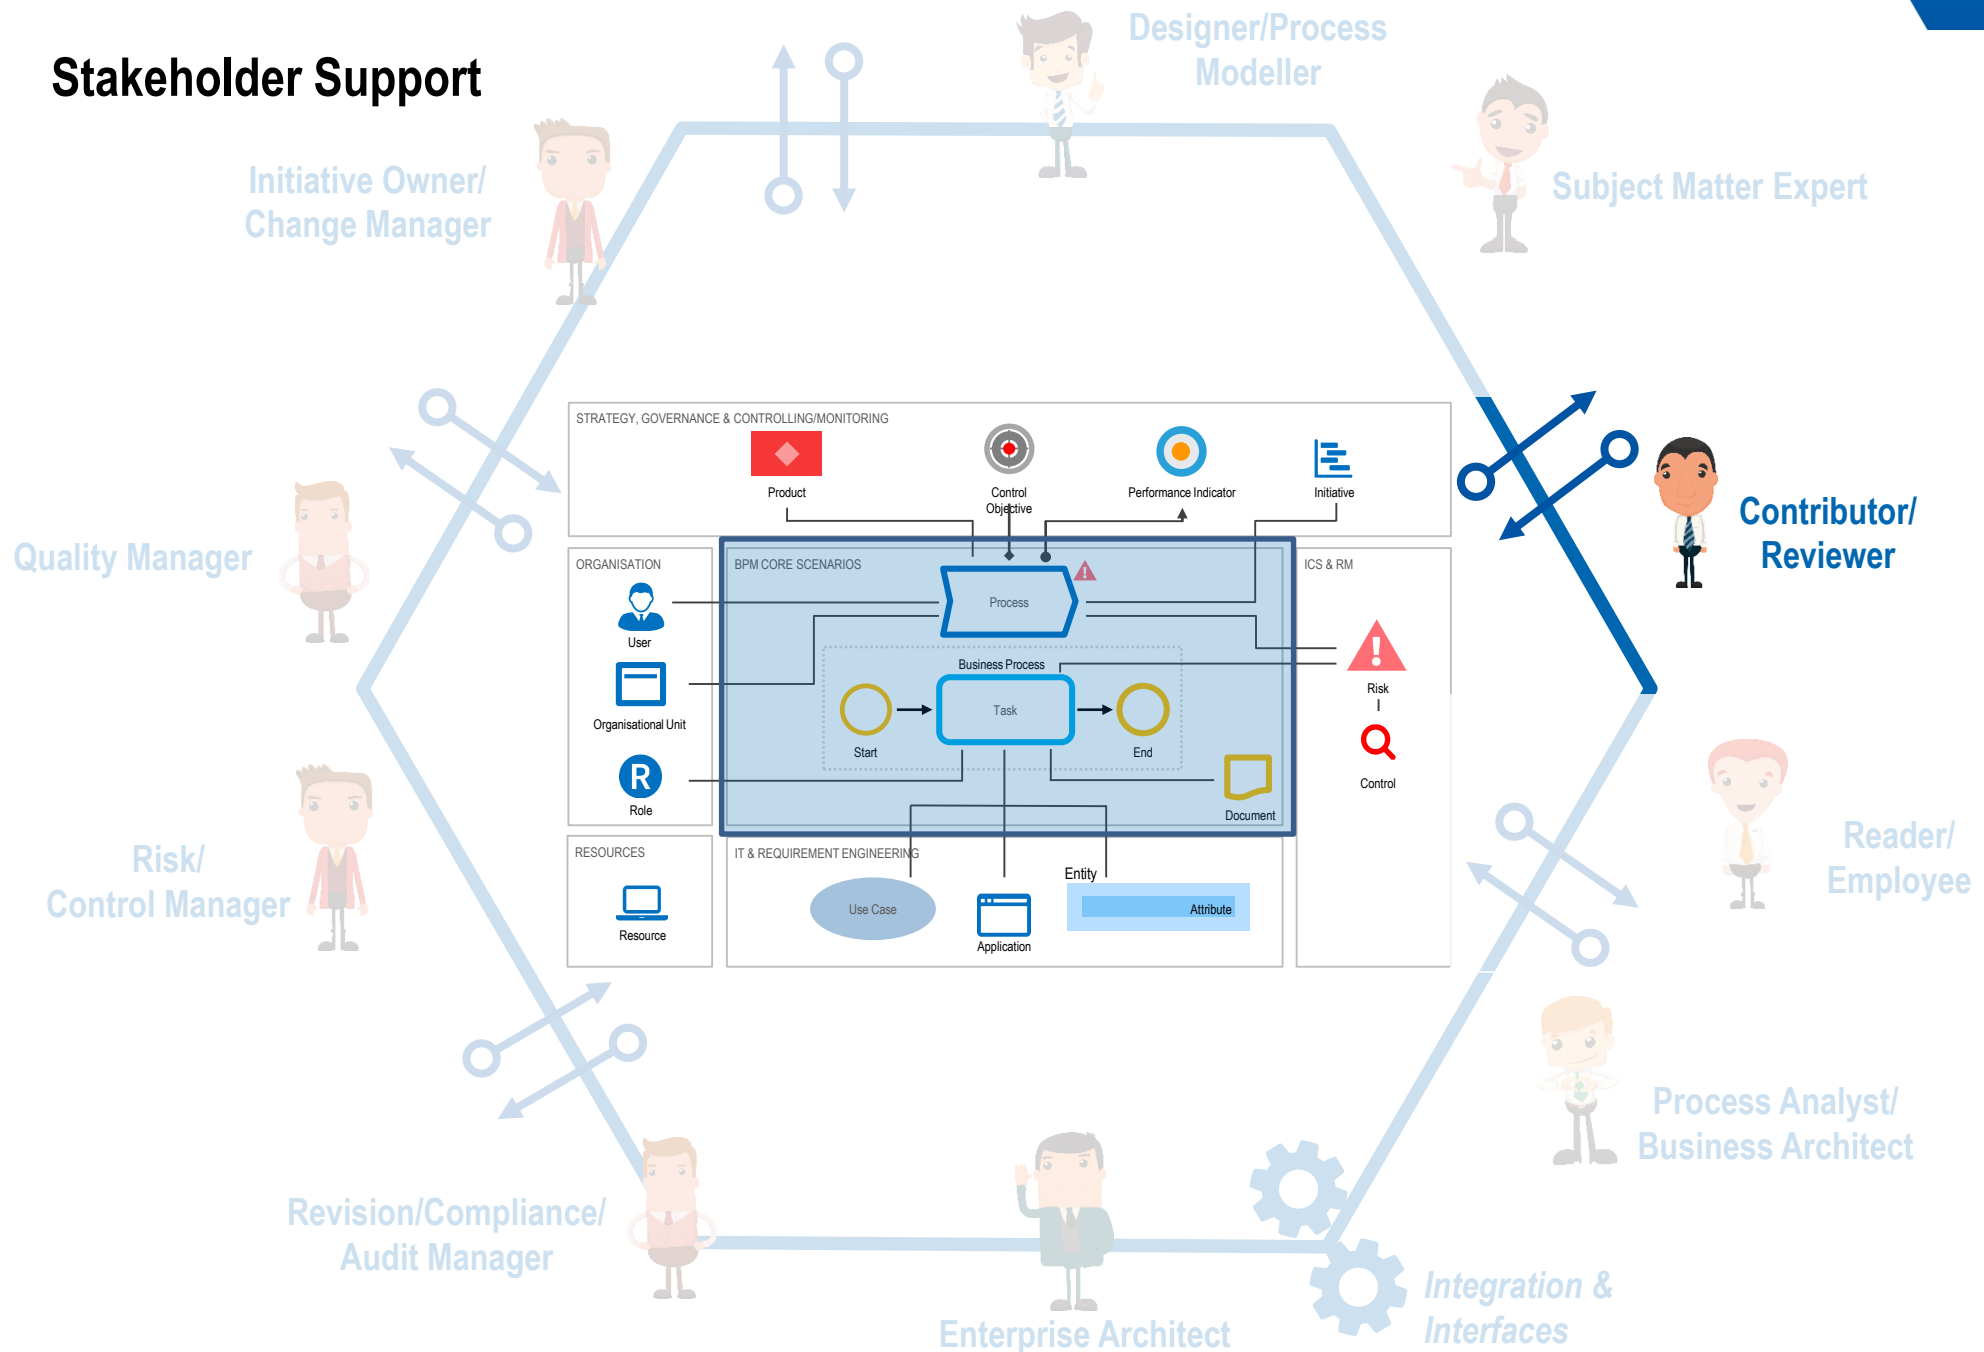 Stakeholder Support
Designer/Process
Modeller
Initiative Owner/
Change Manager
Subject Matter Expert
Contributor/
Reviewer
Quality Manager
STRATEGY, GOVERNANCE & CONTROLLING/MONITORING
Product
Control
Objective
Performance Indicator
Initiative
ORGANISATION
User
Organisational Unit
R
Role
BPM CORE SCENARIOS
Process
Business Process
Start
Task
End
Document
ICS & RM
Risk
Control
RESOURCES
Resource
IT & REQUIREMENT ENGINEERING
Use Case
Application
Entity
Attribute
Risk/
Control Manager
Reader/
Employee
Process Analyst/
Business Architect
Revision/Compliance/
Audit Manager
Enterprise Architect
Integration &
Interfaces